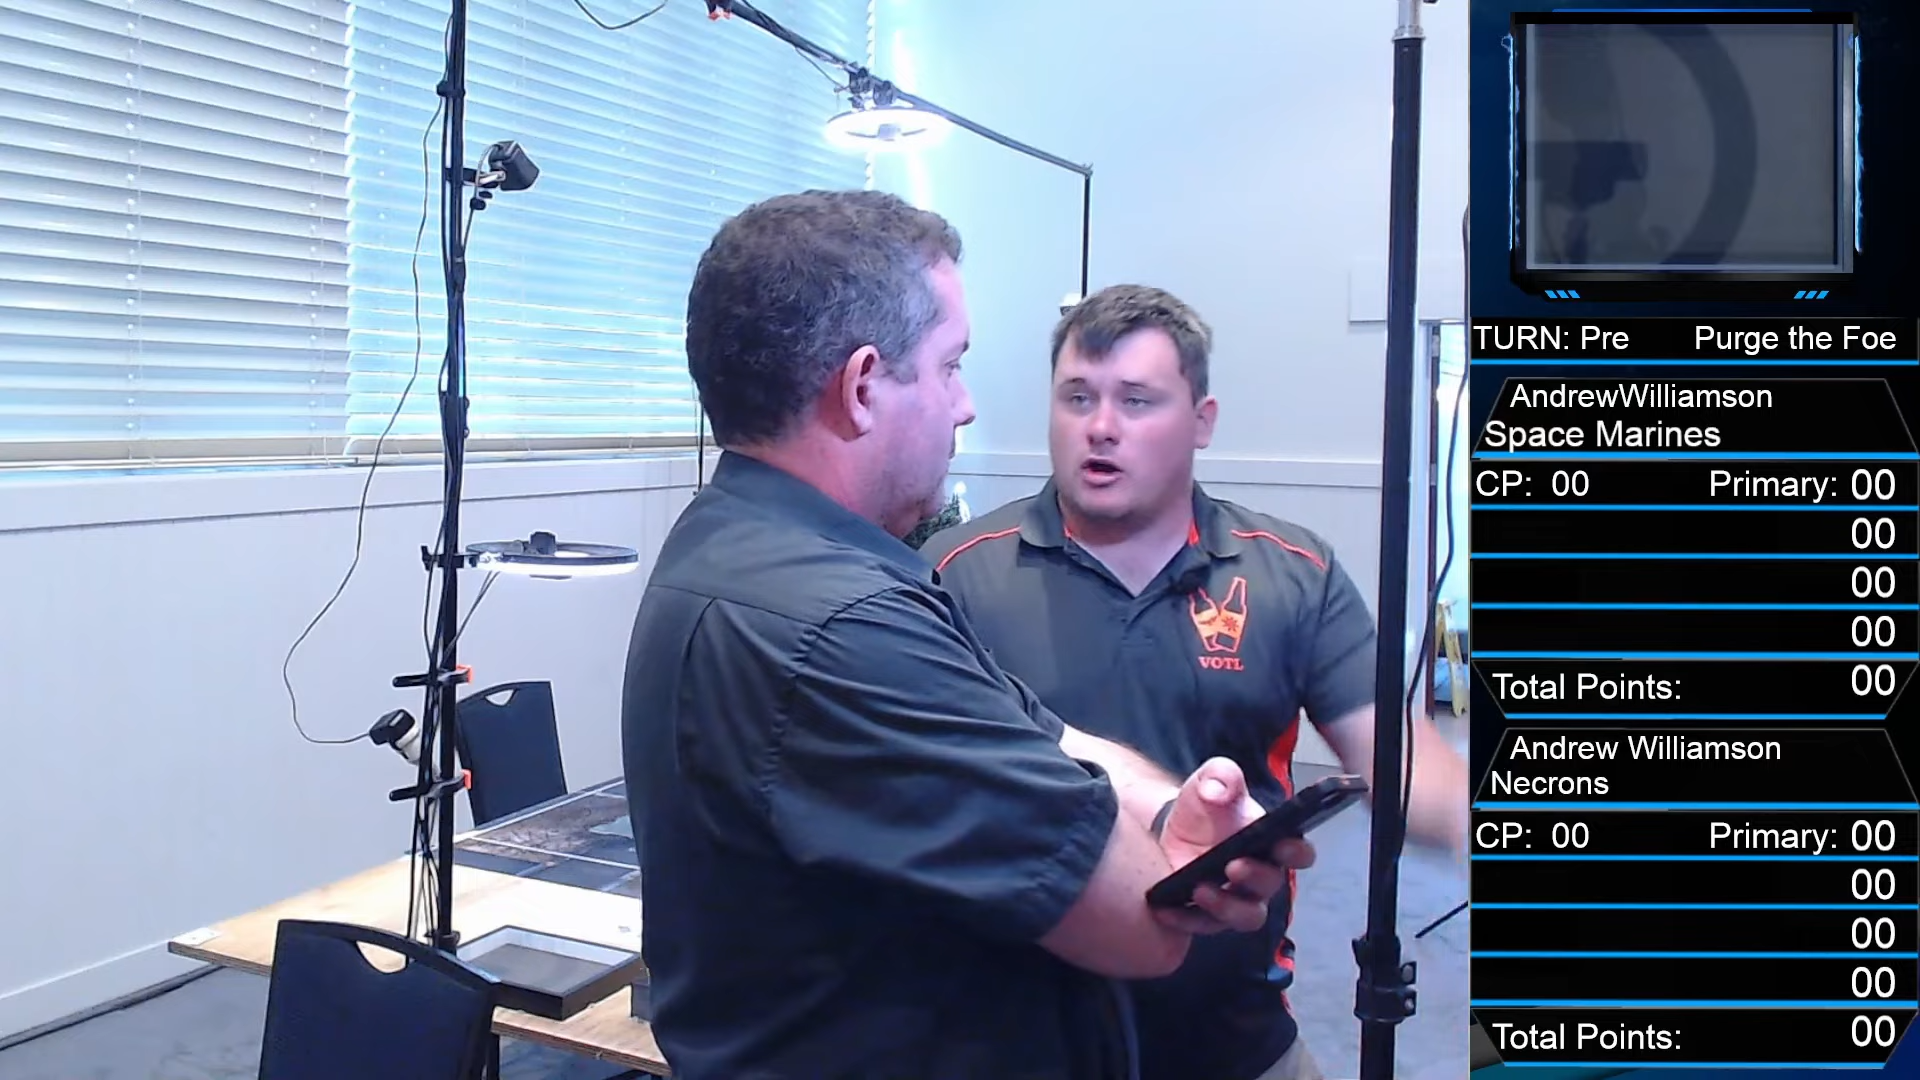 VOTL
TURN: Pre Purge the Foe
AndrewWilliamson
Space Marines
CP: 00 Primary: 00
00
00
00
Total Points: 00
Andrew Williamson
Necrons
CP: 00 Primary: 00
00
00
00
Total Points: 00